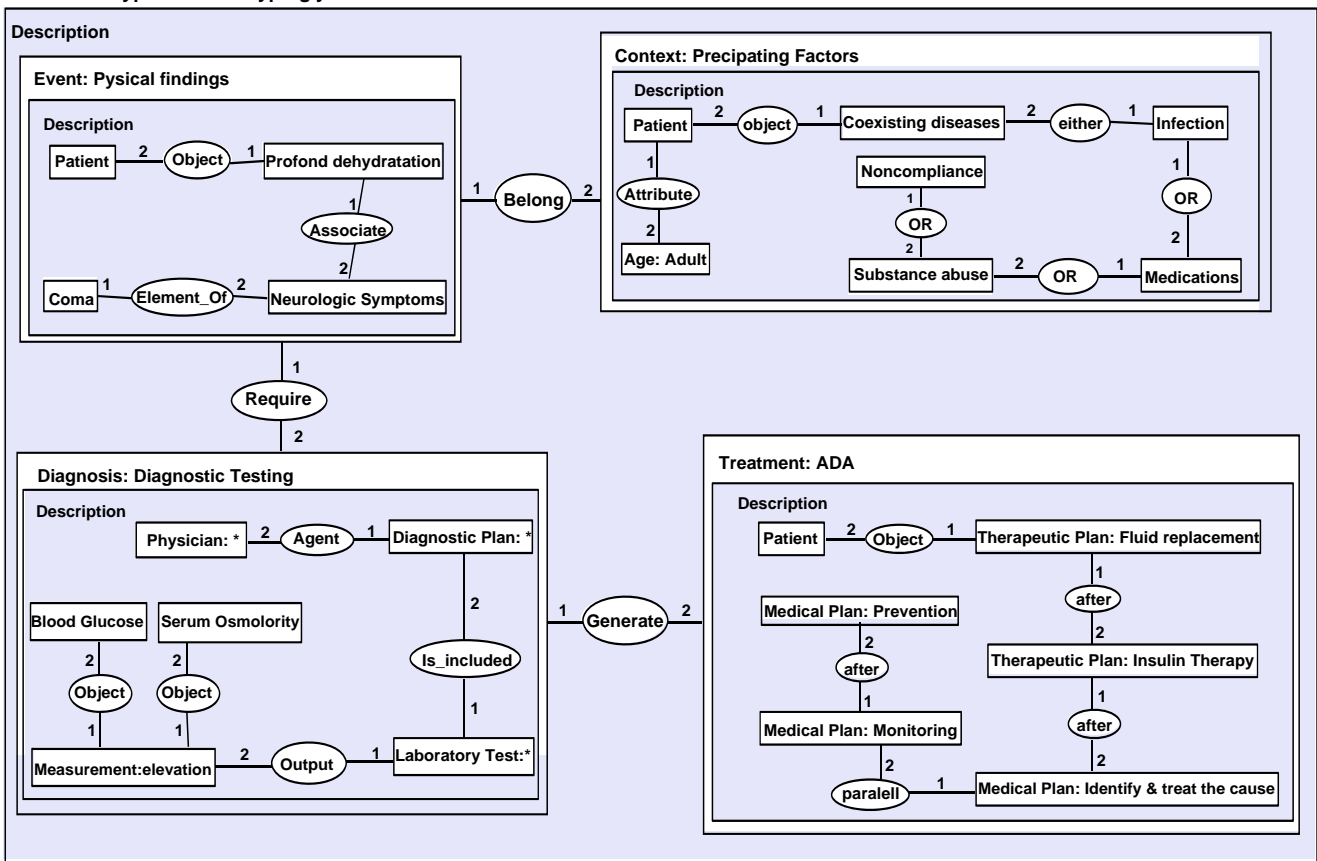 Description
Event: Pysical findings
Description
Patient 2 Object 1 Profond dehydratation
1
Associate
2
Coma 1 Element_Of 2 Neurologic Symptoms
1 Belong 2
Context: Precipating Factors
Description
Patient 2 object 1 Coexisting diseases 2 either 1 Infection
1
Attribute
2
Age: Adult
Noncompliance
1
OR
2
Substance abuse 2 OR 1 Medications
1
OR
2
1
Require
2
Diagnosis: Diagnostic Testing
Description
Physician: * 2 Agent 1 Diagnostic Plan: *
2
Is_included
1
Blood Glucose Serum Osmolority
2 2
Object Object
1 1
Measurement:elevation 2 Output 1 Laboratory Test:*
1 Generate 2
Treatment: ADA
Description
Patient 2 Object 1 Therapeutic Plan: Fluid replacement
1
after
2
Therapeutic Plan: Insulin Therapy
1
after
2
Medical Plan: Prevention
2
after
1
Medical Plan: Monitoring
2
paralell 1 Medical Plan: Identify & treat the cause